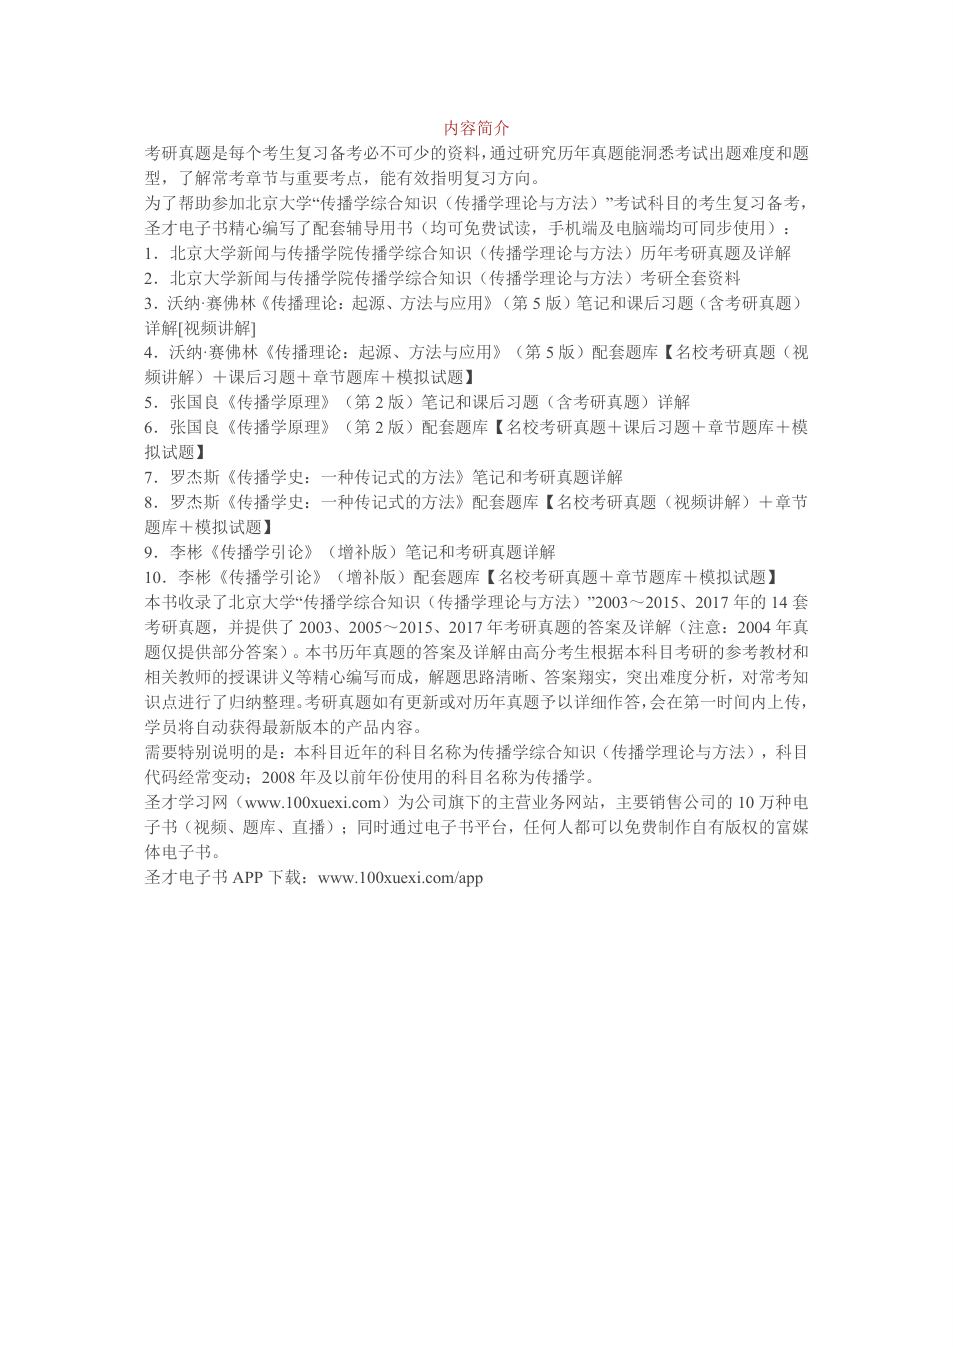 内容简介
考研真题是每个考生复习备考必不可少的资料，通过研究历年真题能洞悉考试出题难度和题
型，了解常考章节与重要考点，能有效指明复习方向。
为了帮助参加北京大学“传播学综合知识（传播学理论与方法）”考试科目的考生复习备考，
圣才电子书精心编写了配套辅导用书（均可免费试读，手机端及电脑端均可同步使用）：
1．北京大学新闻与传播学院传播学综合知识（传播学理论与方法）历年考研真题及详解
2．北京大学新闻与传播学院传播学综合知识（传播学理论与方法）考研全套资料
3．沃纳·赛佛林《传播理论：起源、方法与应用》（第 5 版）笔记和课后习题（含考研真题）
详解[视频讲解]
4．沃纳·赛佛林《传播理论：起源、方法与应用》（第 5 版）配套题库【名校考研真题（视
频讲解）＋课后习题＋章节题库＋模拟试题】
5．张国良《传播学原理》（第 2 版）笔记和课后习题（含考研真题）详解
6．张国良《传播学原理》（第 2 版）配套题库【名校考研真题＋课后习题＋章节题库＋模
拟试题】
7．罗杰斯《传播学史：一种传记式的方法》笔记和考研真题详解
8．罗杰斯《传播学史：一种传记式的方法》配套题库【名校考研真题（视频讲解）＋章节
题库＋模拟试题】
9．李彬《传播学引论》（增补版）笔记和考研真题详解
10．李彬《传播学引论》（增补版）配套题库【名校考研真题＋章节题库＋模拟试题】
本书收录了北京大学“传播学综合知识（传播学理论与方法）”2003～2015、2017 年的 14 套
考研真题，并提供了 2003、2005～2015、2017 年考研真题的答案及详解（注意：2004 年真
题仅提供部分答案）。本书历年真题的答案及详解由高分考生根据本科目考研的参考教材和
相关教师的授课讲义等精心编写而成，解题思路清晰、答案翔实，突出难度分析，对常考知
识点进行了归纳整理。考研真题如有更新或对历年真题予以详细作答，会在第一时间内上传，
学员将自动获得最新版本的产品内容。
需要特别说明的是：本科目近年的科目名称为传播学综合知识（传播学理论与方法），科目
代码经常变动；2008 年及以前年份使用的科目名称为传播学。
圣才学习网（www.100xuexi.com）为公司旗下的主营业务网站，主要销售公司的 10 万种电
子书（视频、题库、直播）；同时通过电子书平台，任何人都可以免费制作自有版权的富媒
体电子书。
圣才电子书 APP 下载：www.100xuexi.com/app